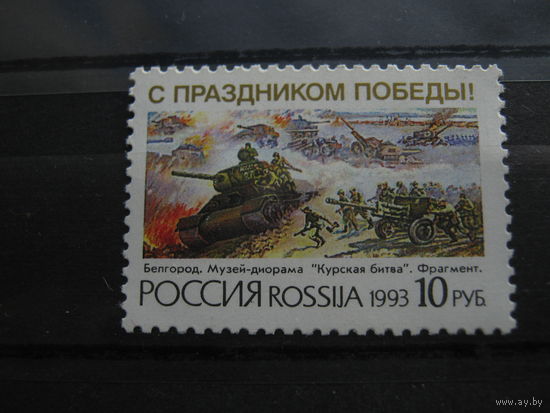 С ПРАЗДНИКОМ ПОБЕДЫ!
Белгород. Музей-диорама "Курская битва". Фрагмент.
РОССИЯ ROSSIJA 1993 10 РУБ.
www.ay.by